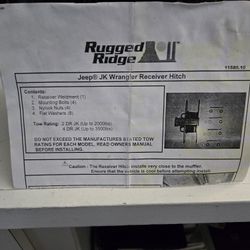 Rugged
Ridge
11580.10
Jeep® JK Wrangler Receiver Hitch
Contents:
1. Receiver Weldment (1)
2. Mounting Bolts (4)
3. Nylock Nuts (4)
4. Flat Washers (8)
Tow Rating: 2 DR JK (Up to 2000lbs)
4 DR JK (Up to 3500lbs)
DO NOT EXCEED THE MANUFACTURES STATED TOW
RATING FOR EACH MODEL. READ OWNERS MANUAL
BEFORE INSTALLING.
Caution - The Receiver Hitch installs very close to the muffler.
Ensure that the vehicle is cool before attempting install.